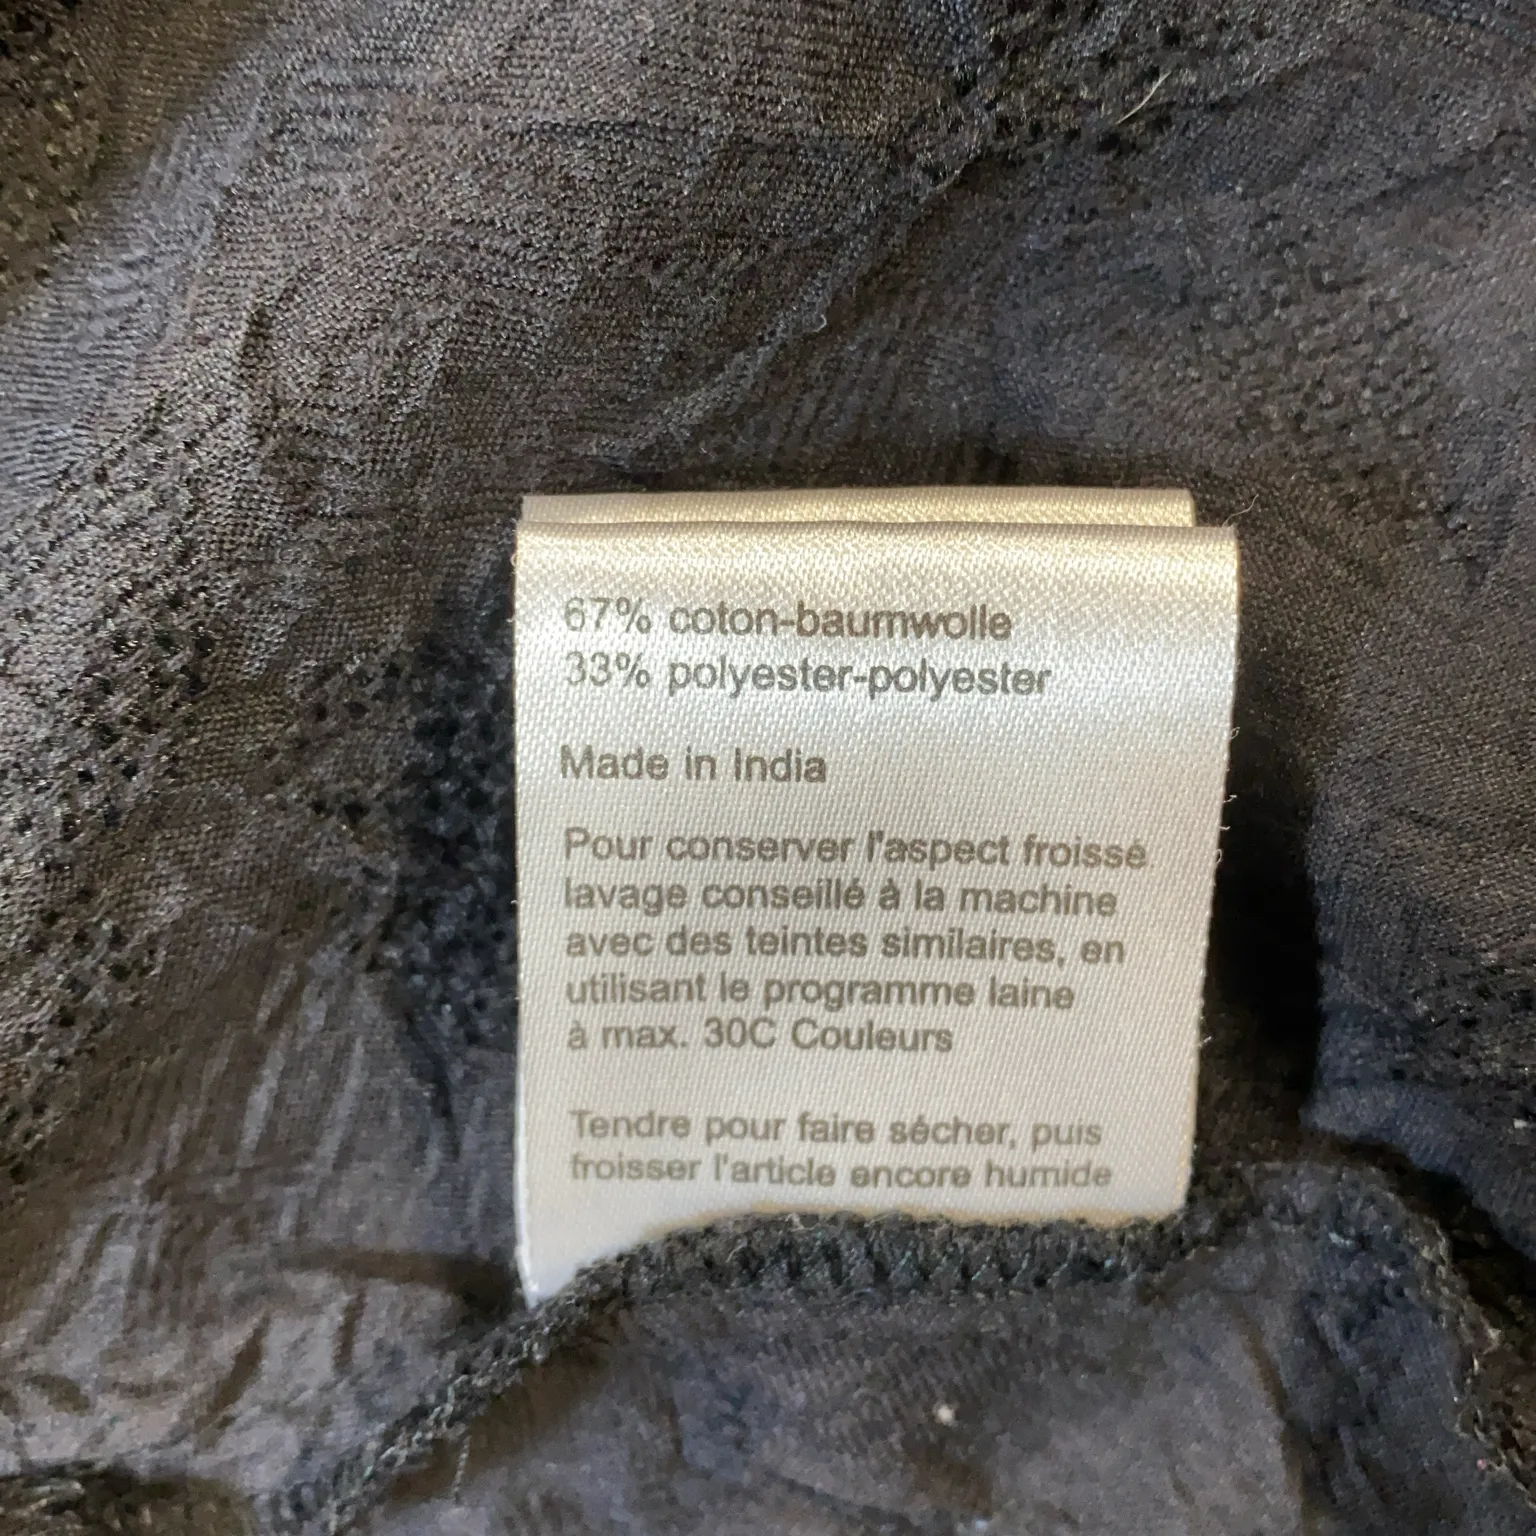 67% coton-baumwolle
33% polyester-polyester
Made in India
Pour conserver l'aspect froissé
lavage conseillé à la machine
avec des teintes similaires, en
utilisant le programme laine
à max. 30C Couleurs
Tendre pour faire sécher, puis
froisser l'article encore humide